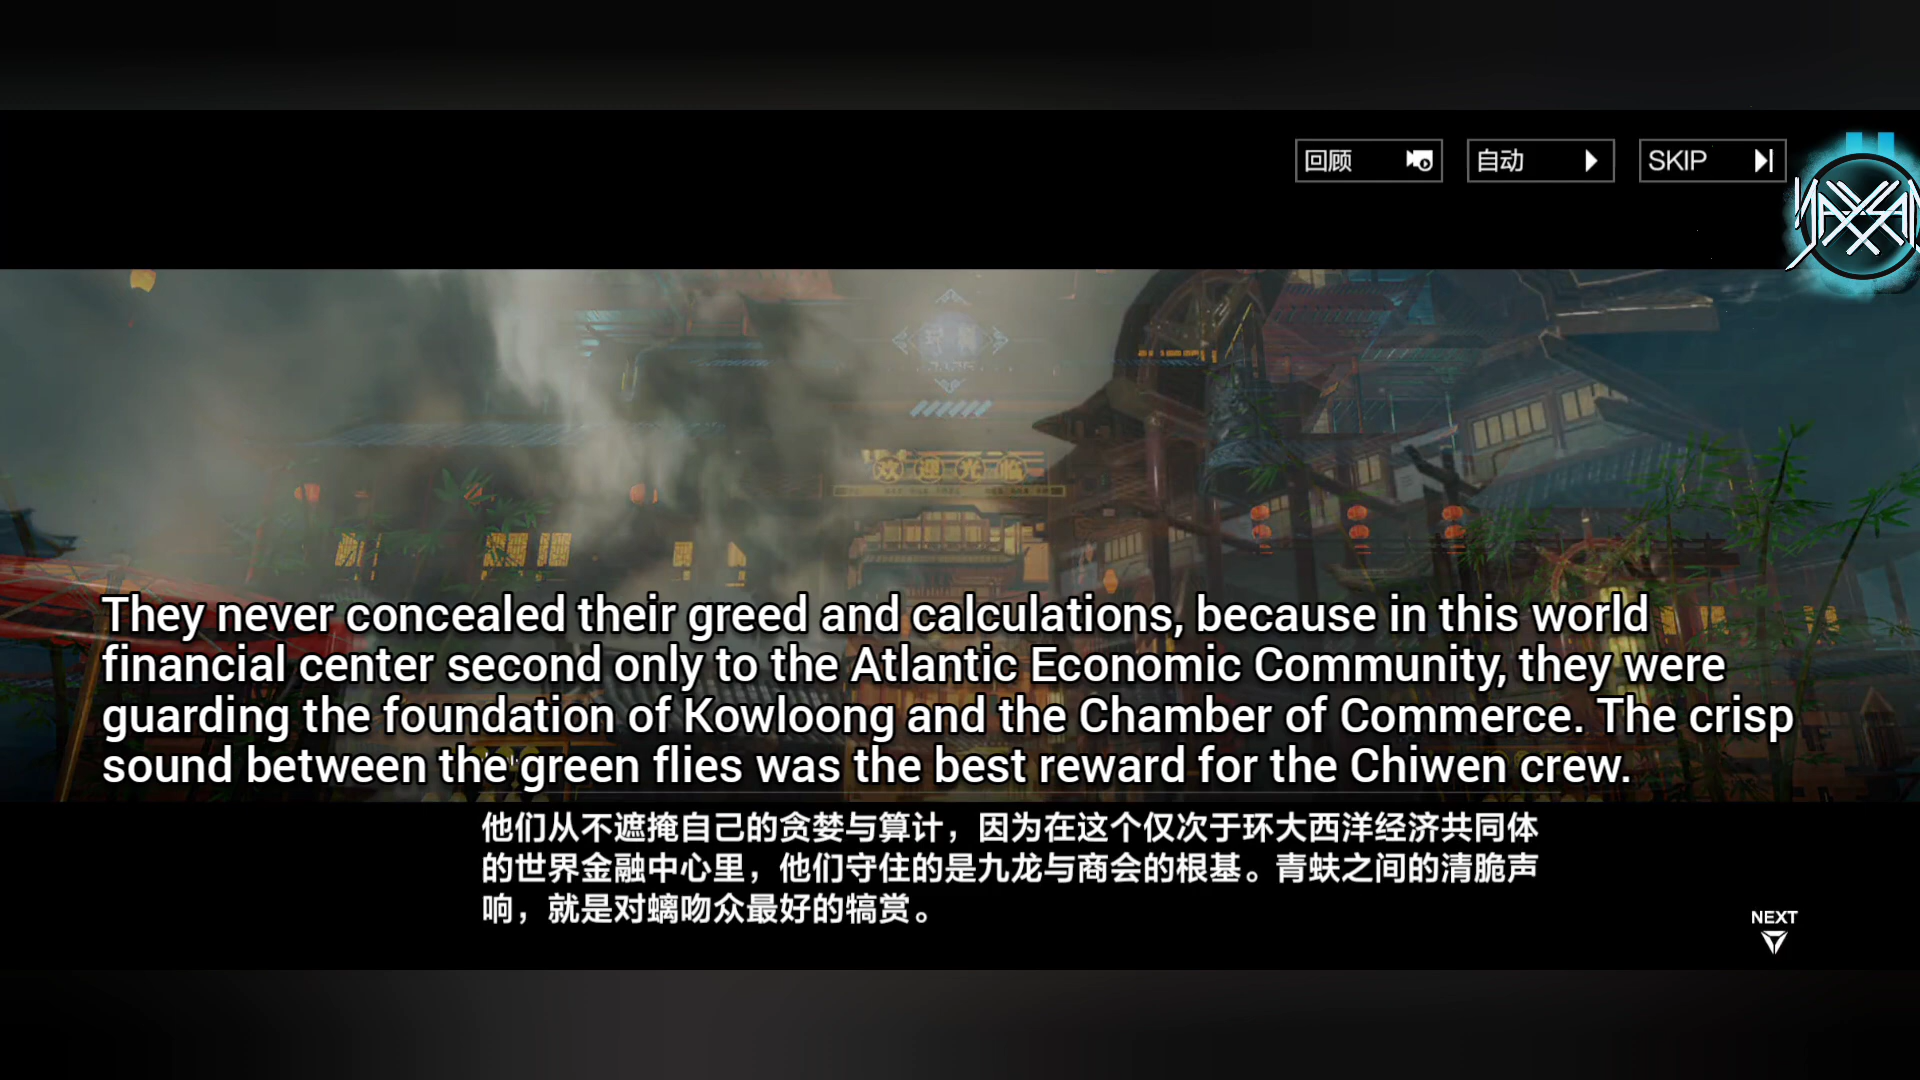 回顾
自动
SKIP
欢迎光临
They never concealed their greed and calculations, because in this world
financial center second only to the Atlantic Economic Community, they were
guarding the foundation of Kowloong and the Chamber of Commerce. The crisp
sound between the green flies was the best reward for the Chiwen crew.
他们从不遮掩自己的贪婪与算计，因为在这个仅次于环大西洋经济共同体
的世界金融中心里，他们守住的是九龙与商会的根基。青蚨之间的清脆声
响，就是对螭吻众最好的犒赏。
NEXT